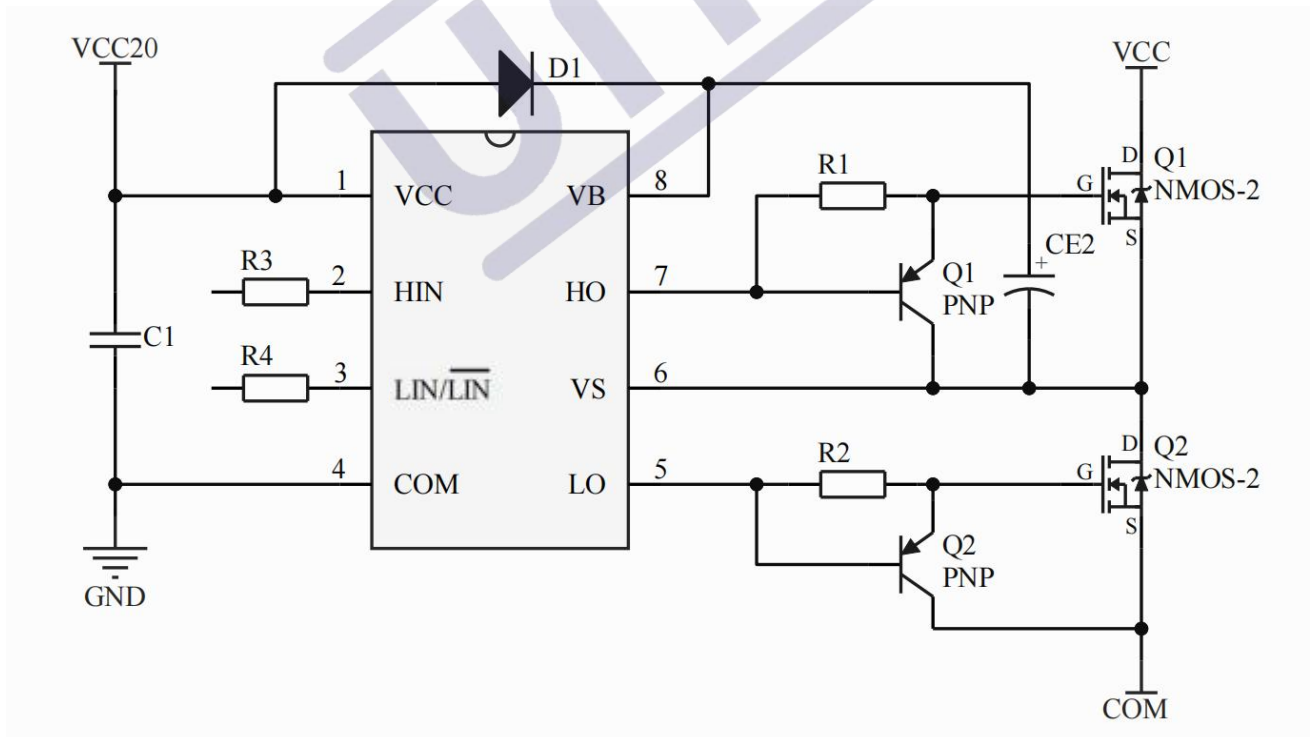 VCC20
D1
VCC
1
VCC
VB
8
R1
D
Q1
G
NMOS-2
S
R3
2
HIN
HO
7
Q1
PNP
+
CE2
C1
R4
3
LIN/LIN
VS
6
4
COM
LO
5
R2
D
Q2
G
NMOS-2
S
Q2
PNP
GND
COM